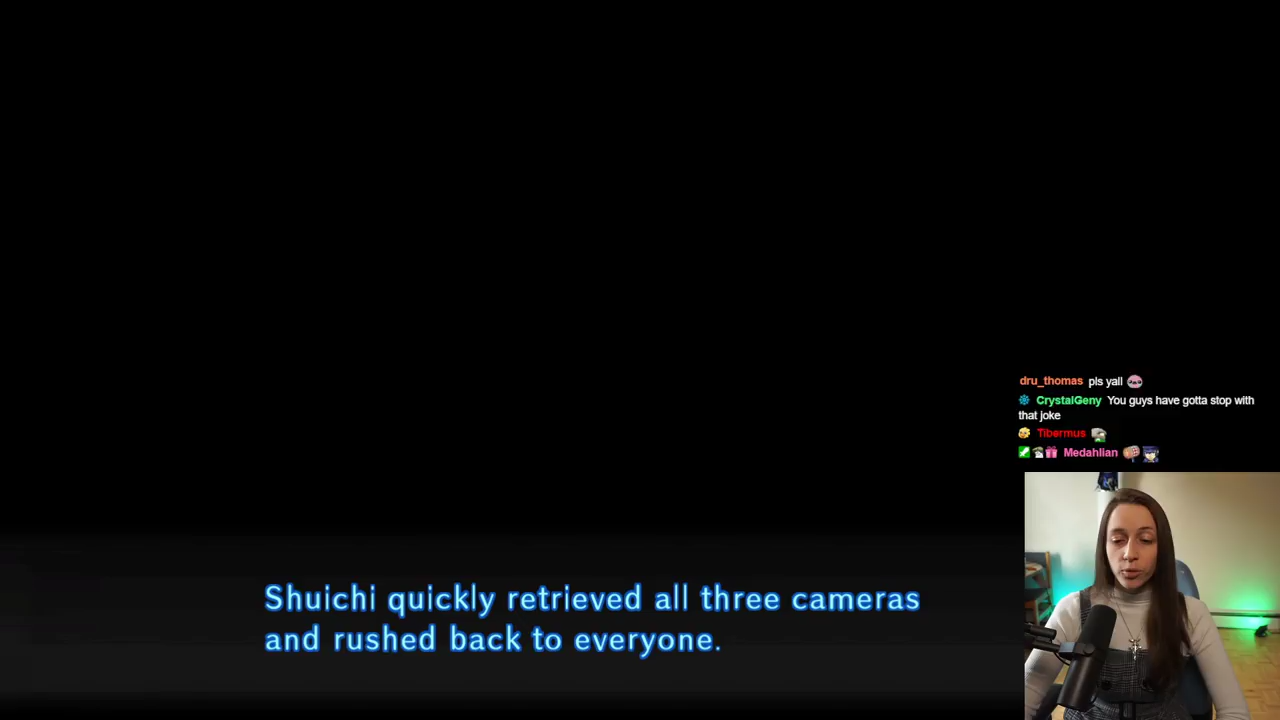 dru_thomas pls yall
CrystalGeny You guys have gotta stop with
that joke
Tibermus
Medahlian
Shuichi quickly retrieved all three cameras
and rushed back to everyone.